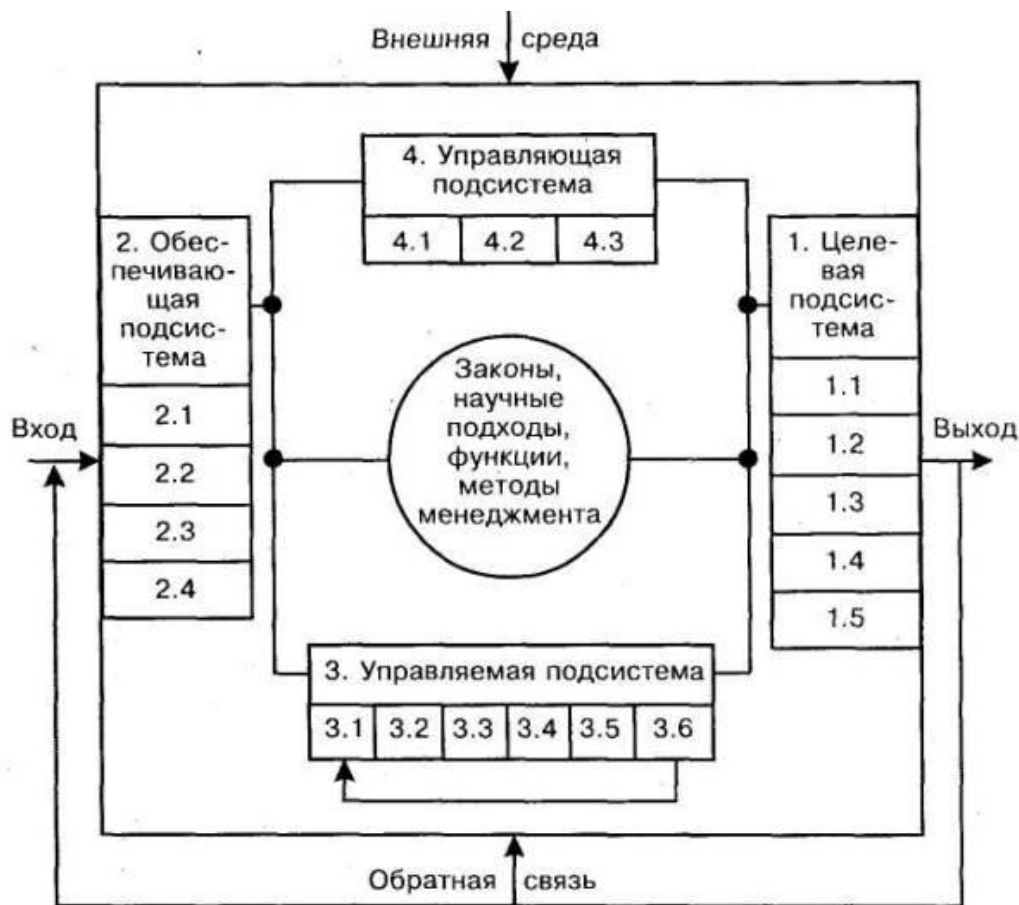 Внешняя среда
4. Управляющая
подсистема
4.1 4.2 4.3
2. Обес-
печиваю-
щая
подсис-
тема
2.1
2.2
2.3
2.4
1. Целе-
вая
подсис-
тема
1.1
1.2
1.3
1.4
1.5
Законы,
научные
подходы,
функции,
методы
менеджмента
Вход
Выход
3. Управляемая подсистема
3.1 3.2 3.3 3.4 3.5 3.6
Обратная связь